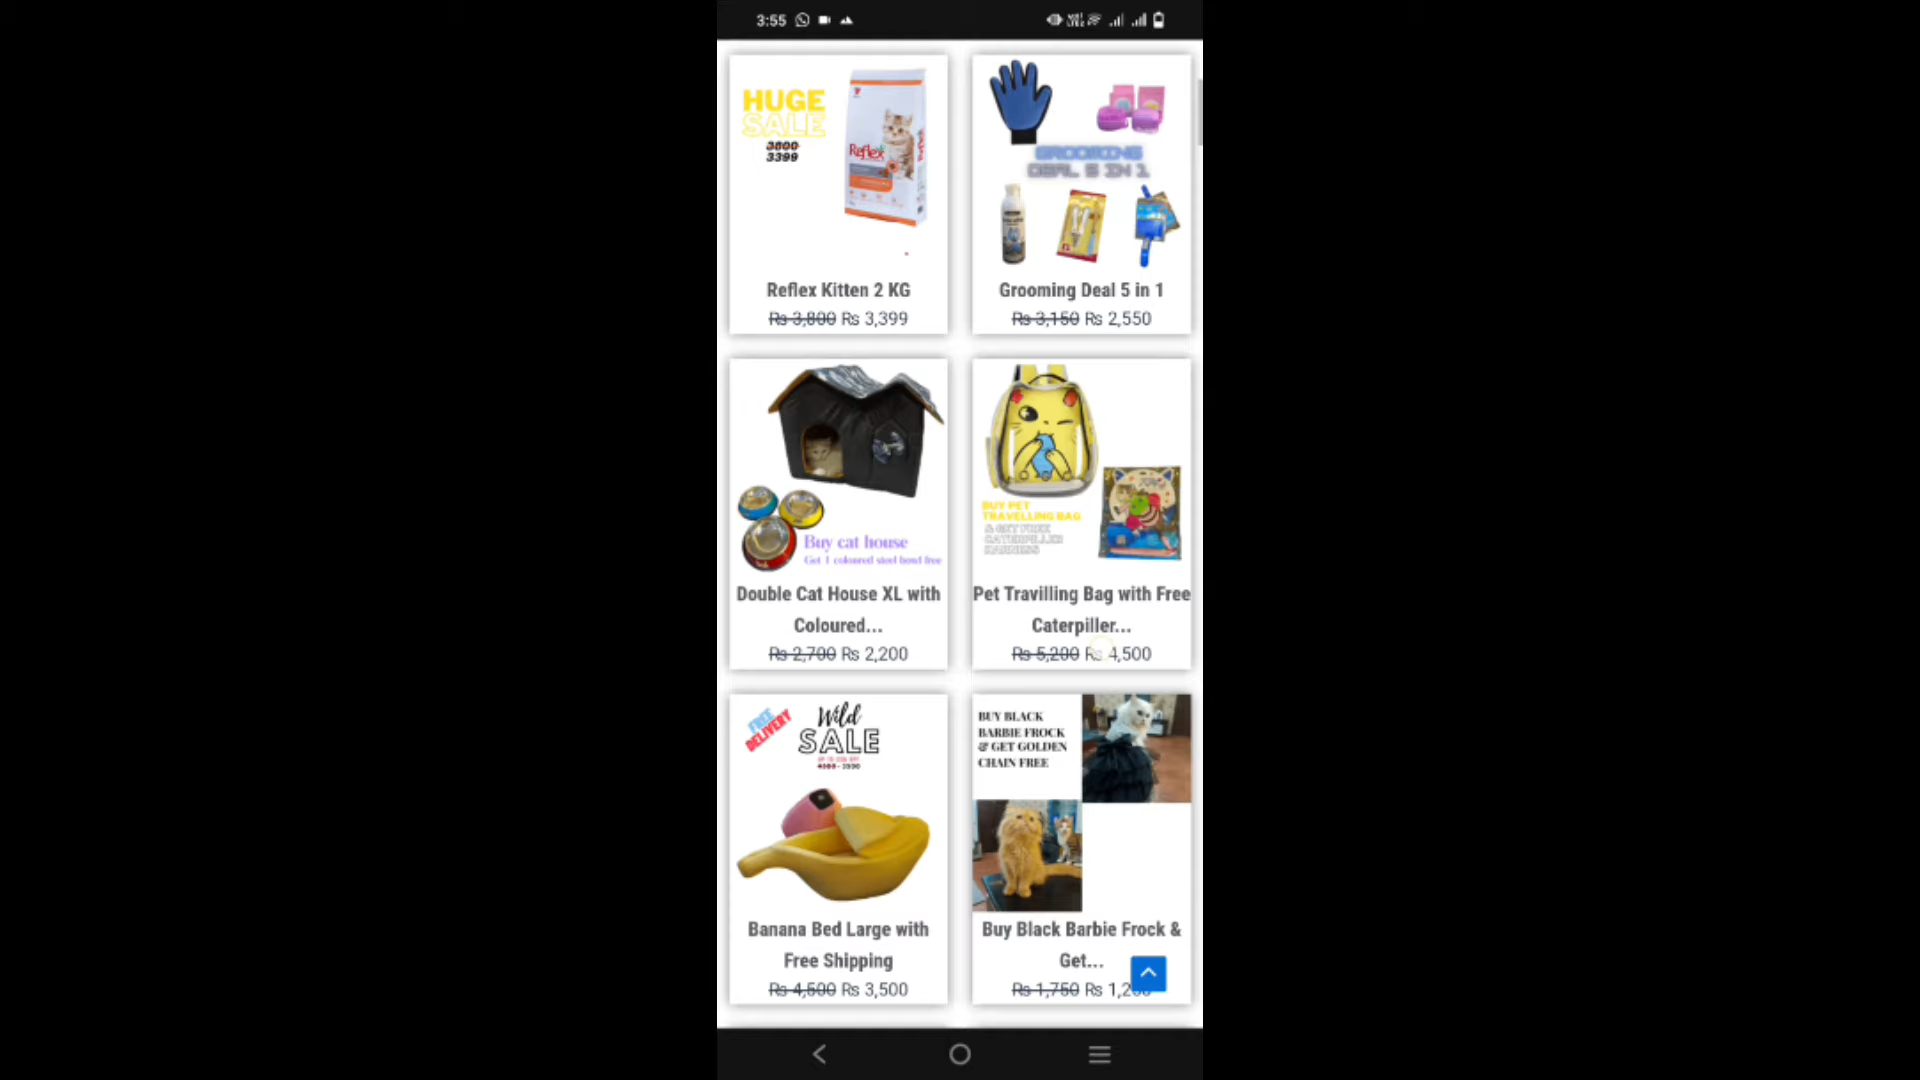 3:55
HUGE
SALE
3800
3399
Reflex
Reflex Kitten 2 KG
Rs 3,800 Rs 3,399
GROOMING
DEAL 5 IN 1
Grooming Deal 5 in 1
Rs 3,150 Rs 2,550
Buy cat house
Get 1 coloured steel bowl free
Double Cat House XL with
Coloured...
Rs 2,700 Rs 2,200
BUY PET
TRAVELLING BAG
& GET FREE
CATERPILLER
HARNESS
Pet Travilling Bag with Free
Caterpiller...
Rs 5,200 Rs 4,500
FREE
DELIVERY
Wild
SALE
Banana Bed Large with
Free Shipping
Rs 4,500 Rs 3,500
BUY BLACK
BARBIE FROCK
& GET GOLDEN
CHAIN FREE
Buy Black Barbie Frock &
Get...
Rs 1,750 Rs 1,2